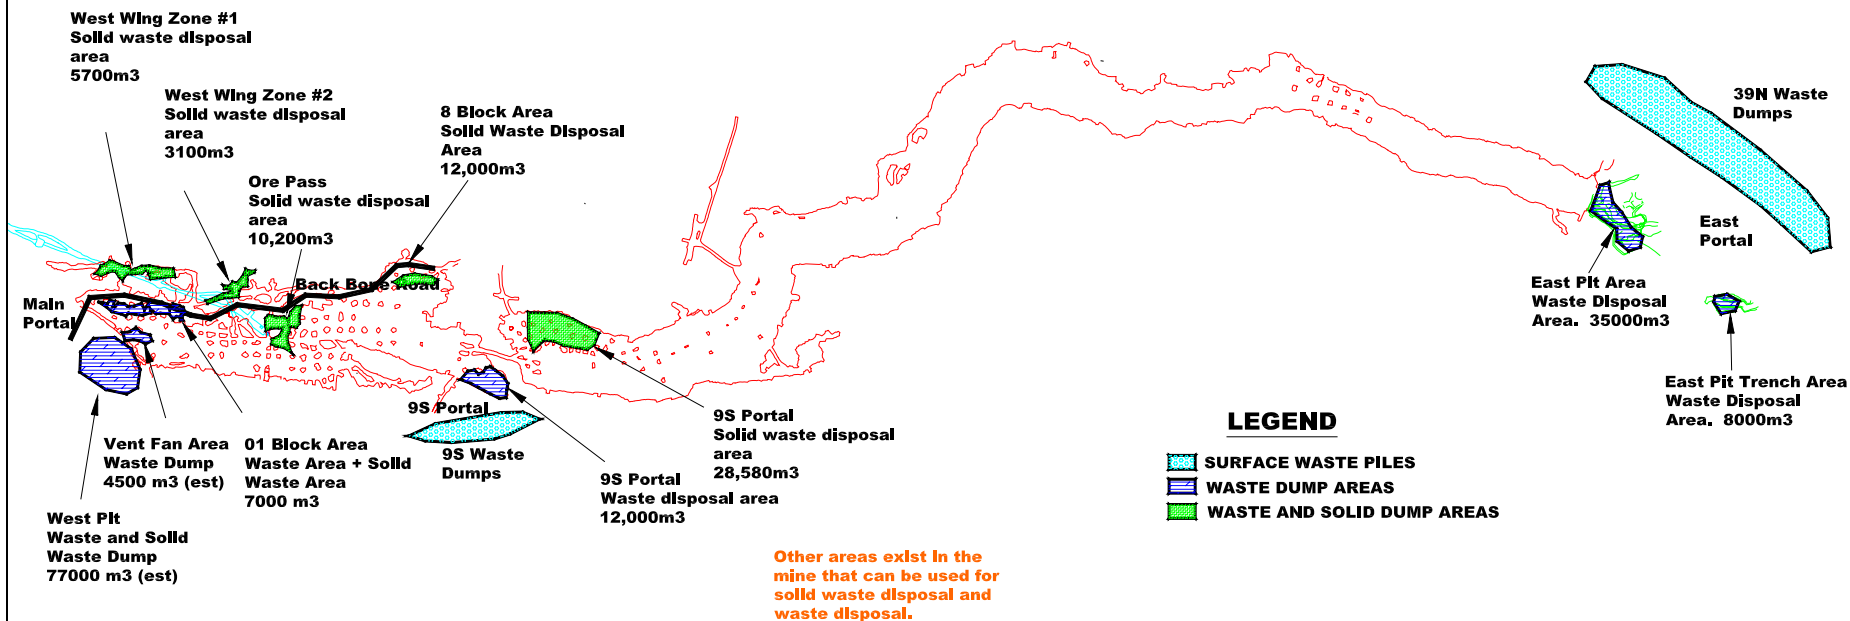 West Wing Zone #1
Solid waste disposal
area
5700m3
West Wing Zone #2
Solid waste disposal
area
3100m3
Ore Pass
Solid waste disposal
area
10,200m3
8 Block Area
Solid Waste Disposal
Area
12,000m3
39N Waste
Dumps
East
Portal
Main
Portal
Back Bone Road
East Pit Area
Waste Disposal
Area. 35000m3
East Pit Trench Area
Waste Disposal
Area. 8000m3
9S Portal
9S Waste
Dumps
9S Portal
Solid waste disposal
area
28,580m3
9S Portal
Waste disposal area
12,000m3
Vent Fan Area
Waste Dump
4500 m3 (est)
01 Block Area
Waste Area + Solid
Waste Area
7000 m3
West Pit
Waste and Solid
Waste Dump
77000 m3 (est)
LEGEND
SURFACE WASTE PILES
WASTE DUMP AREAS
WASTE AND SOLID DUMP AREAS
Other areas exist in the
mine that can be used for
solid waste disposal and
waste disposal.